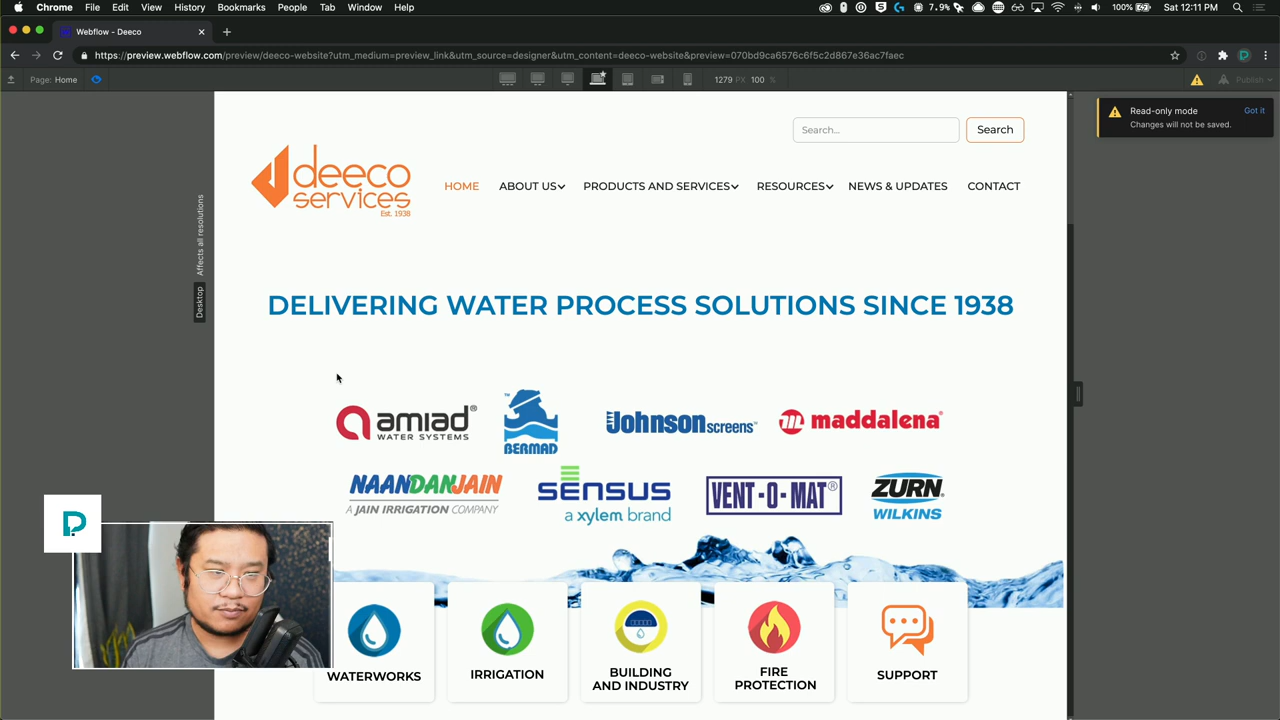 Chrome File Edit View History Bookmarks People Tab Window Help
7.9%
100%
Sat 12:11 PM
Webflow - Deeco
https://preview.webflow.com/preview/deeco-website?utm_medium=preview_link&utm_source=designer&utm_content=deeco-website&preview=070bd9ca6576c6f5c2d867e36ac7faec
Page: Home
1279 PX 100 %
Publish
Read-only mode
Got it
Changes will not be saved.
Search...
Search
deeco
services
Est. 1938
HOME ABOUT US PRODUCTS AND SERVICES RESOURCES NEWS & UPDATES CONTACT
Affects all resolutions
Desktop
DELIVERING WATER PROCESS SOLUTIONS SINCE 1938
amiad®
WATER SYSTEMS
™
BERMAD
Johnson screens®
maddalena®
NAANDANJAIN
A JAIN IRRIGATION COMPANY
sensus
a xylem brand
VENT-O-MAT®
ZURN®
WILKINS
WATERWORKS
IRRIGATION
BUILDING
AND INDUSTRY
FIRE
PROTECTION
SUPPORT